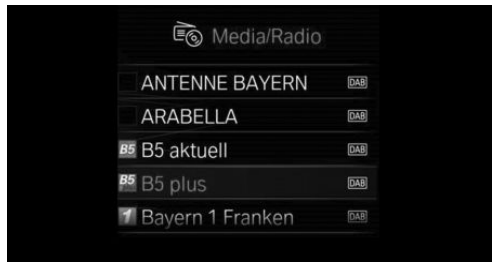 Media/Radio
ANTENNE BAYERN DAB
ARABELLA DAB
B5 B5 aktuell DAB
B5 B5 plus DAB
1 Bayern 1 Franken DAB